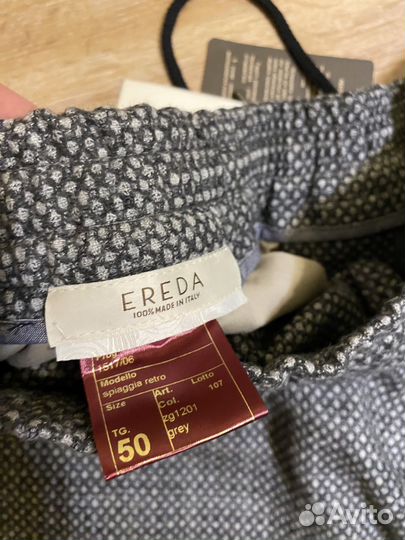 EREDA
100% MADE IN ITALY
Prog.
1517/06
Modello
spiaggia retro
Size
Art.
Lotto
Col.
107
zg1201
TG.
50
grey
Avito